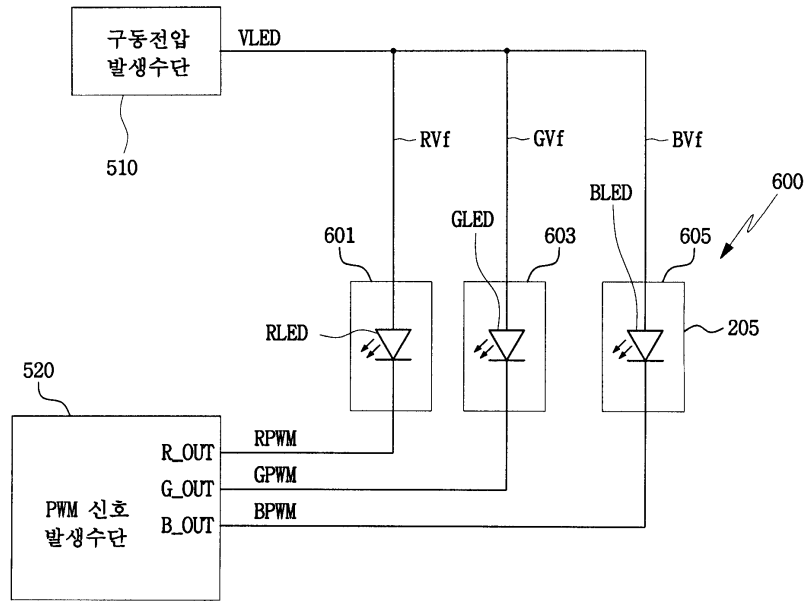 구동전압
발생수단
VLED
510
RVf
GVf
BVf
600
601
GLED
603
BLED
605
RLED
205
520
PWM 신호
발생수단
R_OUT
RPWM
G_OUT
GPWM
B_OUT
BPWM